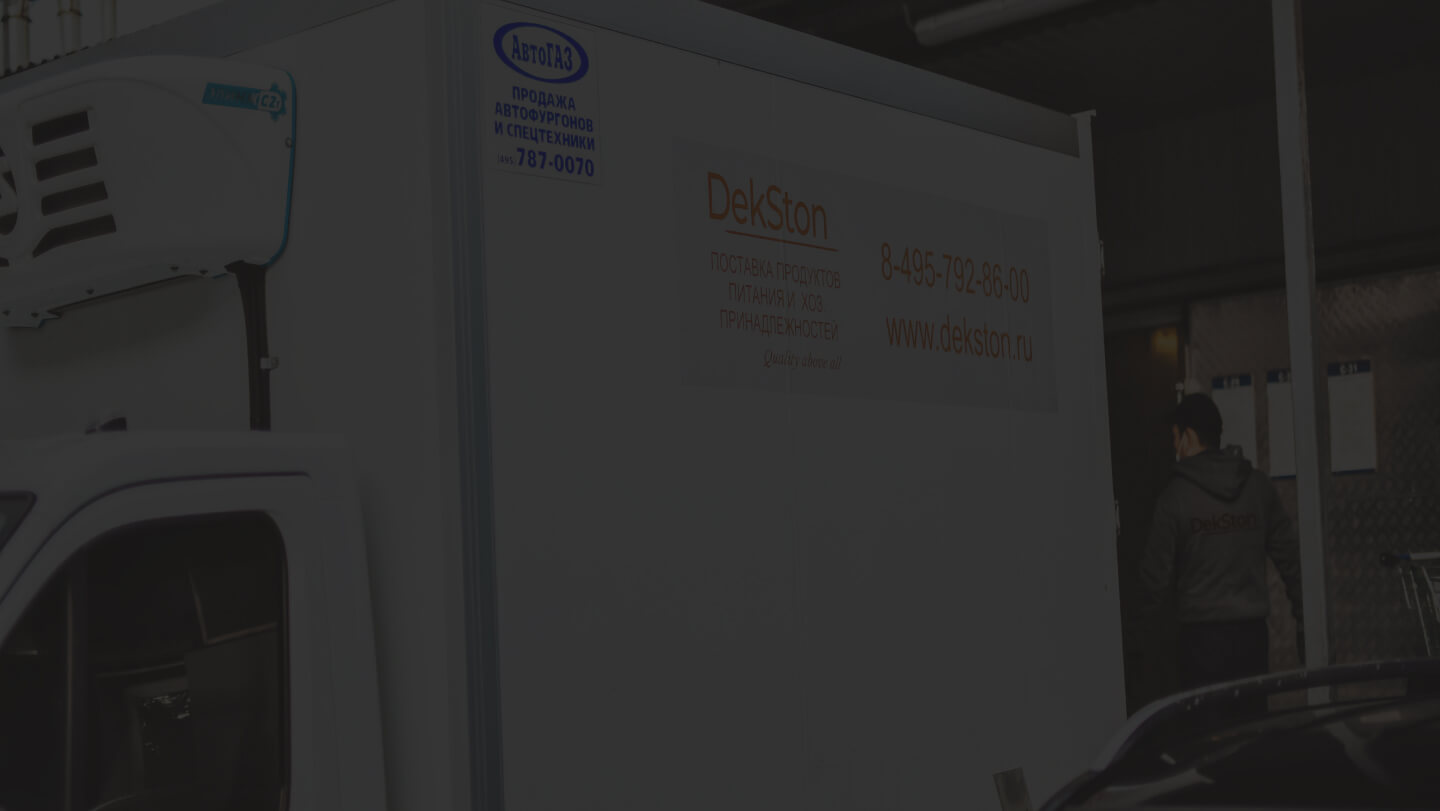 АвтоГАЗ
ПРОДАЖА
АВТОФУРГОНОВ
И СПЕЦТЕХНИКИ
(495) 787-0070
DekSton
ПОСТАВКА ПРОДУКТОВ
ПИТАНИЯ И ХОЗ.
ПРИНАДЛЕЖНОСТЕЙ
Quality above all
8-495-792-86-00
www.dekston.ru
DekSton